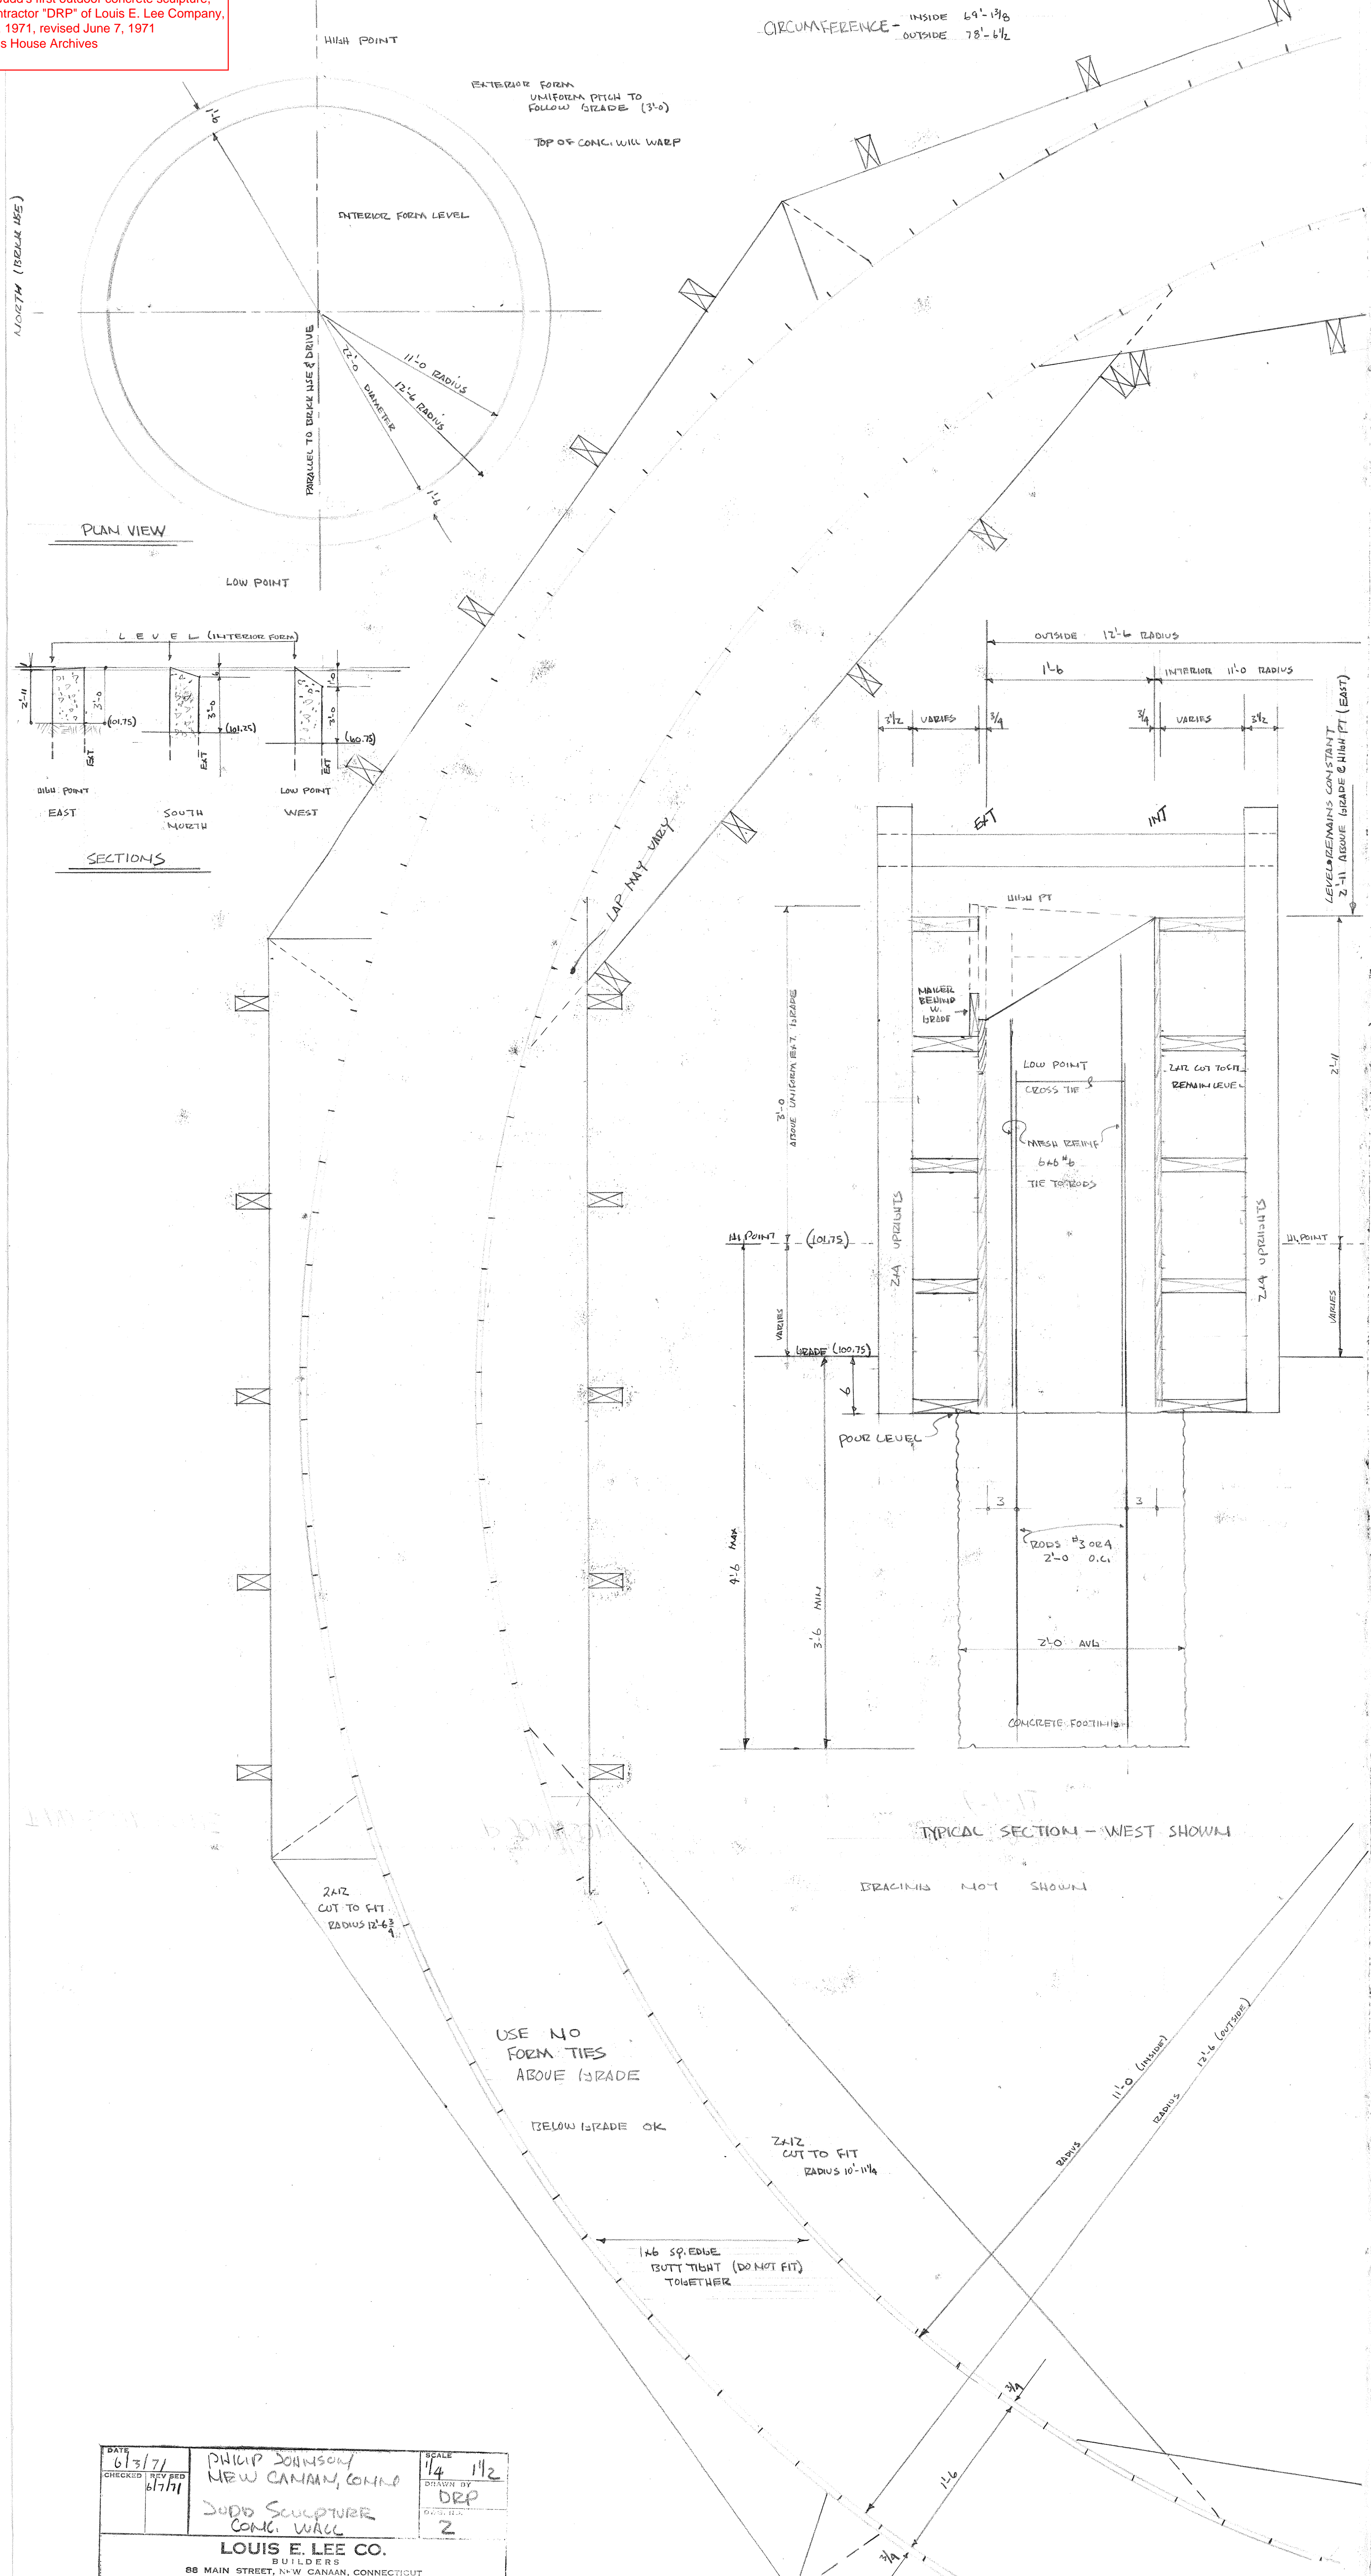 Judd's first outdoor concrete sculpture,
ntractor "DRP" of Louis E. Lee Company,
1971, revised June 7, 1971
s House Archives
CIRCUMFERENCE - INSIDE 69'-1 3/8
OUTSIDE 78'-6 1/2
HIGH POINT
EXTERIOR FORM
UNIFORM PITCH TO
FOLLOW GRADE (3'-0)
TOP OF CONC. WILL WARP
1'-6
INTERIOR FORM LEVEL
NORTH (BRICK HSE)
PARALLEL TO BRICK HSE & DRIVE
22'-0
DIAMETER
11'-0 RADIUS
12'-6 RADIUS
1'-6
PLAN VIEW
LOW POINT
LEVEL (INTERIOR FORM)
2'-11
3'-0
(101.75)
EXT
6
3'-0
(101.25)
EXT
1'-0
3'-0
(100.75)
EXT
HIGH POINT
EAST
SOUTH
NORTH
LOW POINT
WEST
SECTIONS
LAP MAY VARY
OUTSIDE 12'-6 RADIUS
1'-6
INTERIOR 11'-0 RADIUS
3 1/2
VARIES
3/4
3/4
VARIES
3 1/2
LEVEL REMAINS CONSTANT
2'-11 ABOVE GRADE @ HIGH PT (EAST)
EXT
INT
HIGH PT
BEHIND
W.
GRADE
3'-0
ABOVE UNIFORM EXT. GRADE
LOW POINT
CROSS TIE
2x12 CUT TO FIT
REMAIN LEVEL
2'-11
MESH REINF
6x6 #6
TIE TO RODS
2x4 UPRIGHTS
2x4 UPRIGHTS
HI. POINT
(101.75)
HI. POINT
VARIES
VARIES
GRADE (100.75)
6
POUR LEVEL
3
3
RODS #3 OR 4
2'-0 O.C.
4'-6 MAX
3'-6 MIN
2'-0 AVG
CONCRETE FOOTING
TYPICAL SECTION - WEST SHOWN
BRACING NOT SHOWN
2x12
CUT TO FIT
RADIUS 12'-6 3/4
USE NO
FORM TIES
ABOVE GRADE
BELOW GRADE OK
2x12
CUT TO FIT
RADIUS 10'-11 1/4
11'-0 (INSIDE)
RADIUS
12'-6 (OUTSIDE)
RADIUS
1x6 SQ. EDGE
BUTT TIGHT (DO NOT FIT)
TOGETHER
3/4
1'-6
3/4
DATE
6/3/71
CHECKED
REVISED
6/7/71
PHILIP JOHNSON
NEW CANAAN, CONN
JUDD SCULPTURE
CONC. WALL
SCALE
1/4 1 1/2
DRAWN BY
DRP
2
LOUIS E. LEE CO.
BUILDERS
88 MAIN STREET, NEW CANAAN, CONNECTICUT